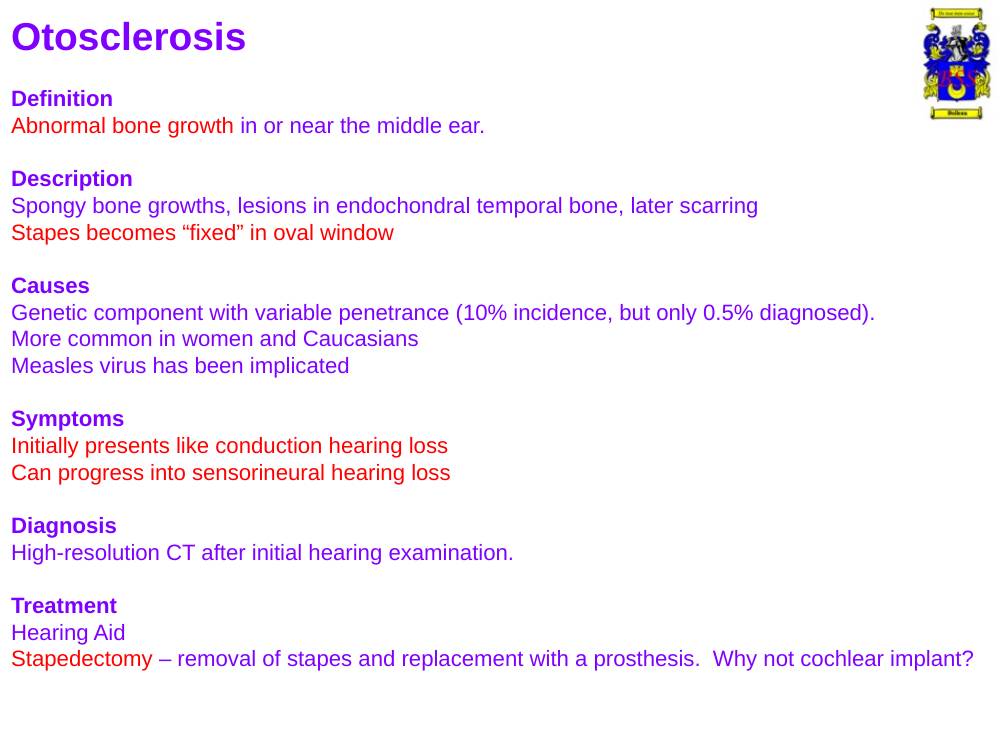 Otosclerosis
Definition
Abnormal bone growth in or near the middle ear.
Description
Spongy bone growths, lesions in endochondral temporal bone, later scarring
Stapes becomes “fixed” in oval window
Causes
Genetic component with variable penetrance (10% incidence, but only 0.5% diagnosed).
More common in women and Caucasians
Measles virus has been implicated
Symptoms
Initially presents like conduction hearing loss
Can progress into sensorineural hearing loss
Diagnosis
High-resolution CT after initial hearing examination.
Treatment
Hearing Aid
Stapedectomy – removal of stapes and replacement with a prosthesis.  Why not cochlear implant?